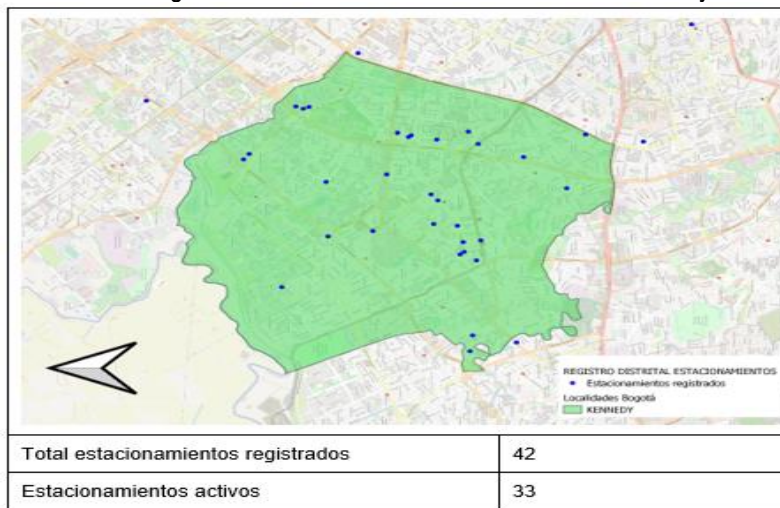 REGISTRO DISTRITAL ESTACIONAMIENTOS
Estacionamientos registrados
Localidades Bogotá
KENNEDY
Total estacionamientos registrados 42
Estacionamientos activos 33